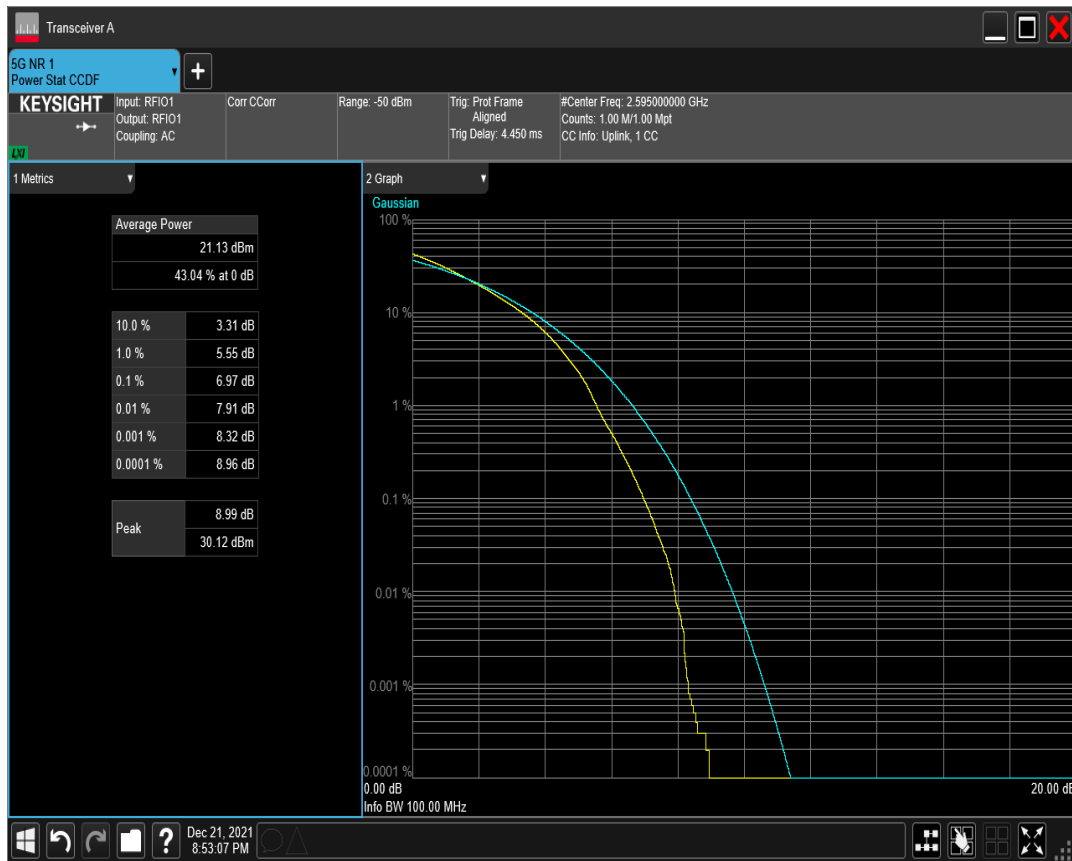 Transceiver A
5G NR 1
Power Stat CCDF
+
KEYSIGHT
LXI
Input: RFIO1
Output: RFIO1
Coupling: AC
Corr CCorr
Range: -50 dBm
Trig: Prot Frame
Aligned
Trig Delay: 4.450 ms
#Center Freq: 2.595000000 GHz
Counts: 1.00 M/1.00 Mpt
CC Info: Uplink, 1 CC
1 Metrics
Average Power
21.13 dBm
43.04 % at 0 dB
10.0 % 3.31 dB
1.0 % 5.55 dB
0.1 % 6.97 dB
0.01 % 7.91 dB
0.001 % 8.32 dB
0.0001 % 8.96 dB
Peak
8.99 dB
30.12 dBm
2 Graph
Gaussian
100 %
10 %
1 %
0.1 %
0.01 %
0.001 %
0.0001 %
0.00 dB 20.00 dB
Info BW 100.00 MHz
?
Dec 21, 2021
8:53:07 PM